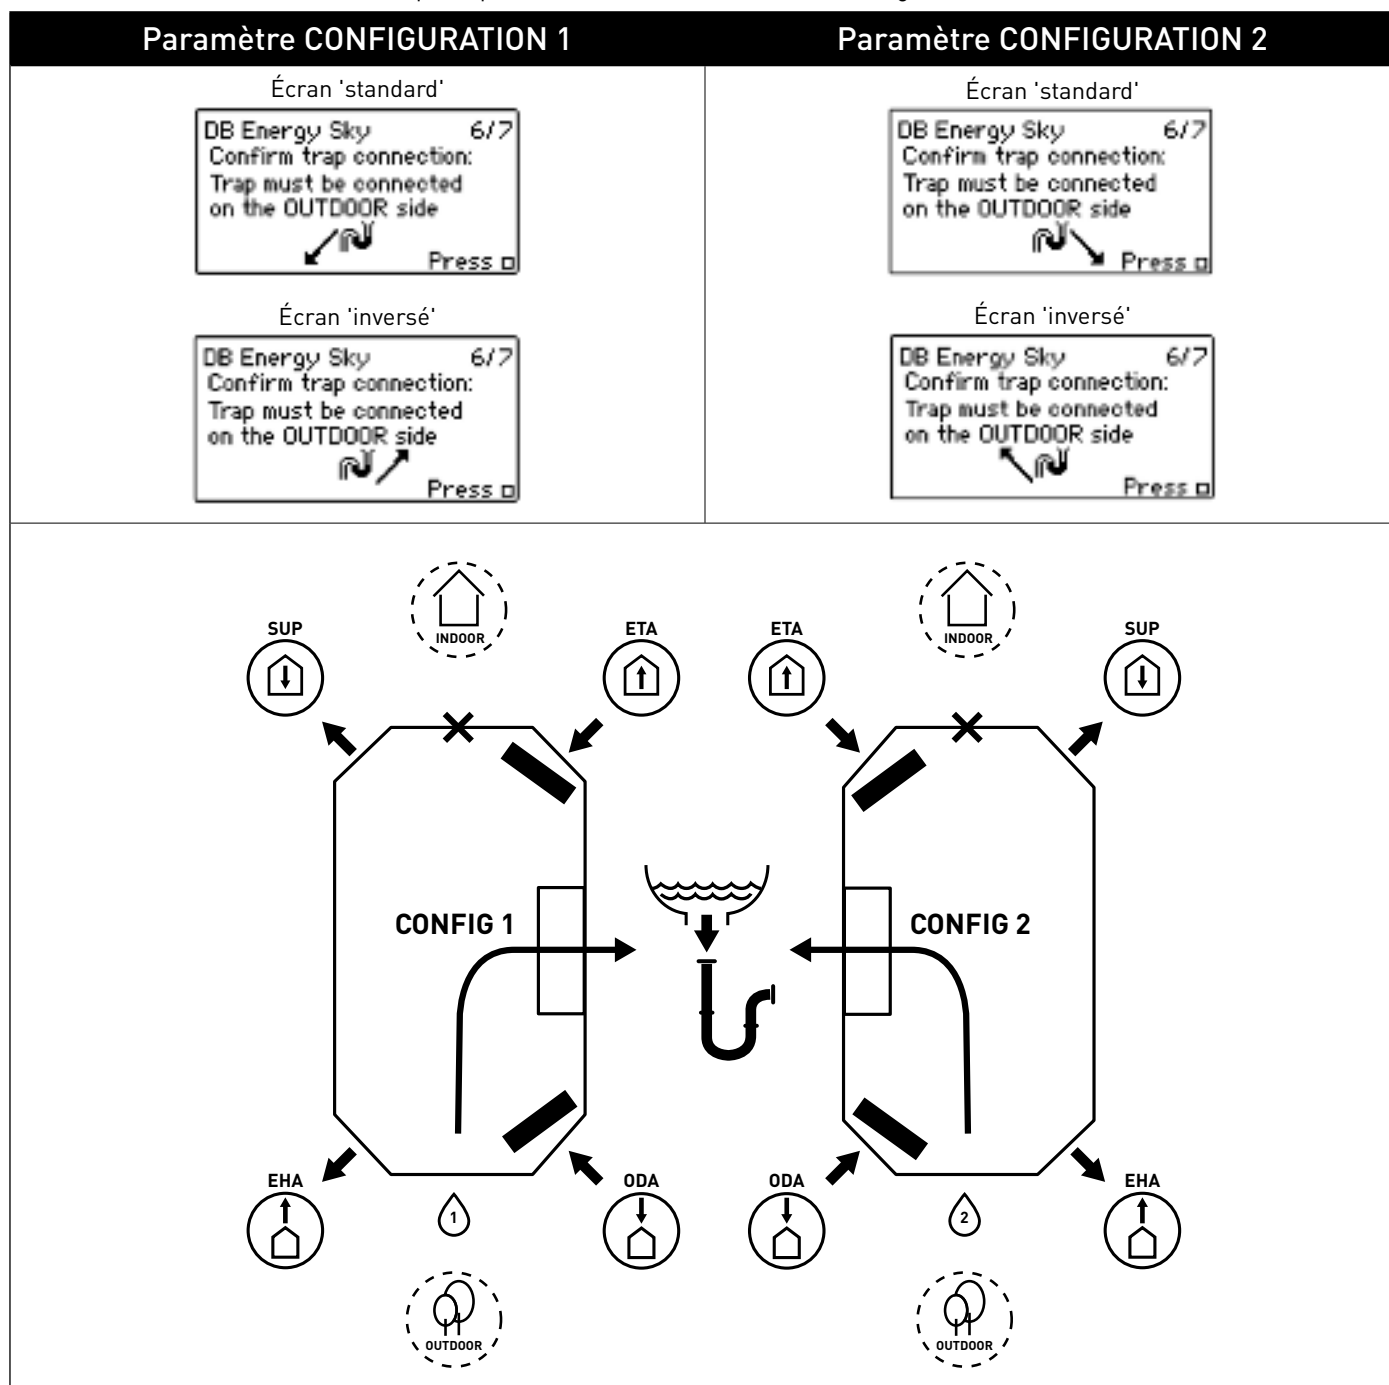 Paramètre CONFIGURATION 1
Paramètre CONFIGURATION 2
Écran 'standard'
DB Energy Sky 6/7
Confirm trap connection:
Trap must be connected
on the OUTDOOR side
Press
Écran 'inversé'
DB Energy Sky 6/7
Confirm trap connection:
Trap must be connected
on the OUTDOOR side
Press
Écran 'standard'
DB Energy Sky 6/7
Confirm trap connection:
Trap must be connected
on the OUTDOOR side
Press
Écran 'inversé'
DB Energy Sky 6/7
Confirm trap connection:
Trap must be connected
on the OUTDOOR side
Press
INDOOR
SUP
ETA
CONFIG 1
EHA
1
ODA
OUTDOOR
INDOOR
ETA
SUP
CONFIG 2
ODA
2
EHA
OUTDOOR